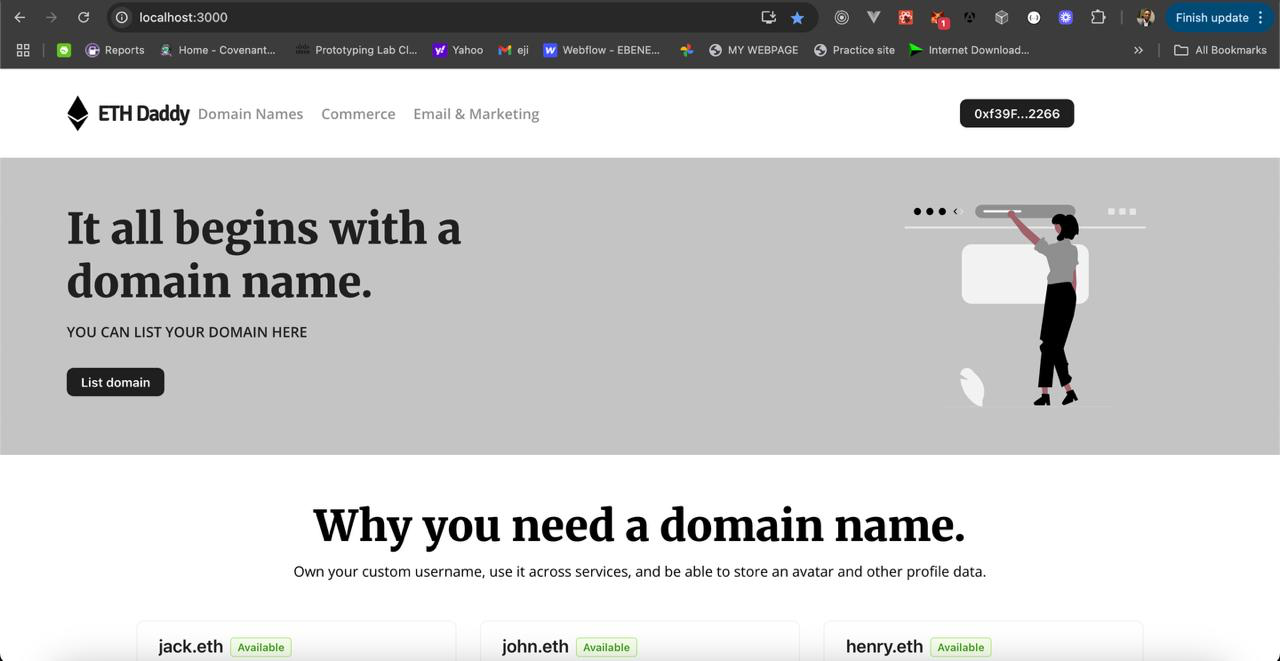 localhost:3000
1
Finish update
Reports
Home - Covenant...
Prototyping Lab Cl...
Yahoo
eji
Webflow - EBENE...
MY WEBPAGE
Practice site
Internet Download...
All Bookmarks
ETH Daddy
Domain Names
Commerce
Email & Marketing
0xf39F...2266
It all begins with a
domain name.
YOU CAN LIST YOUR DOMAIN HERE
List domain
Why you need a domain name.
Own your custom username, use it across services, and be able to store an avatar and other profile data.
jack.eth Available
john.eth Available
henry.eth Available